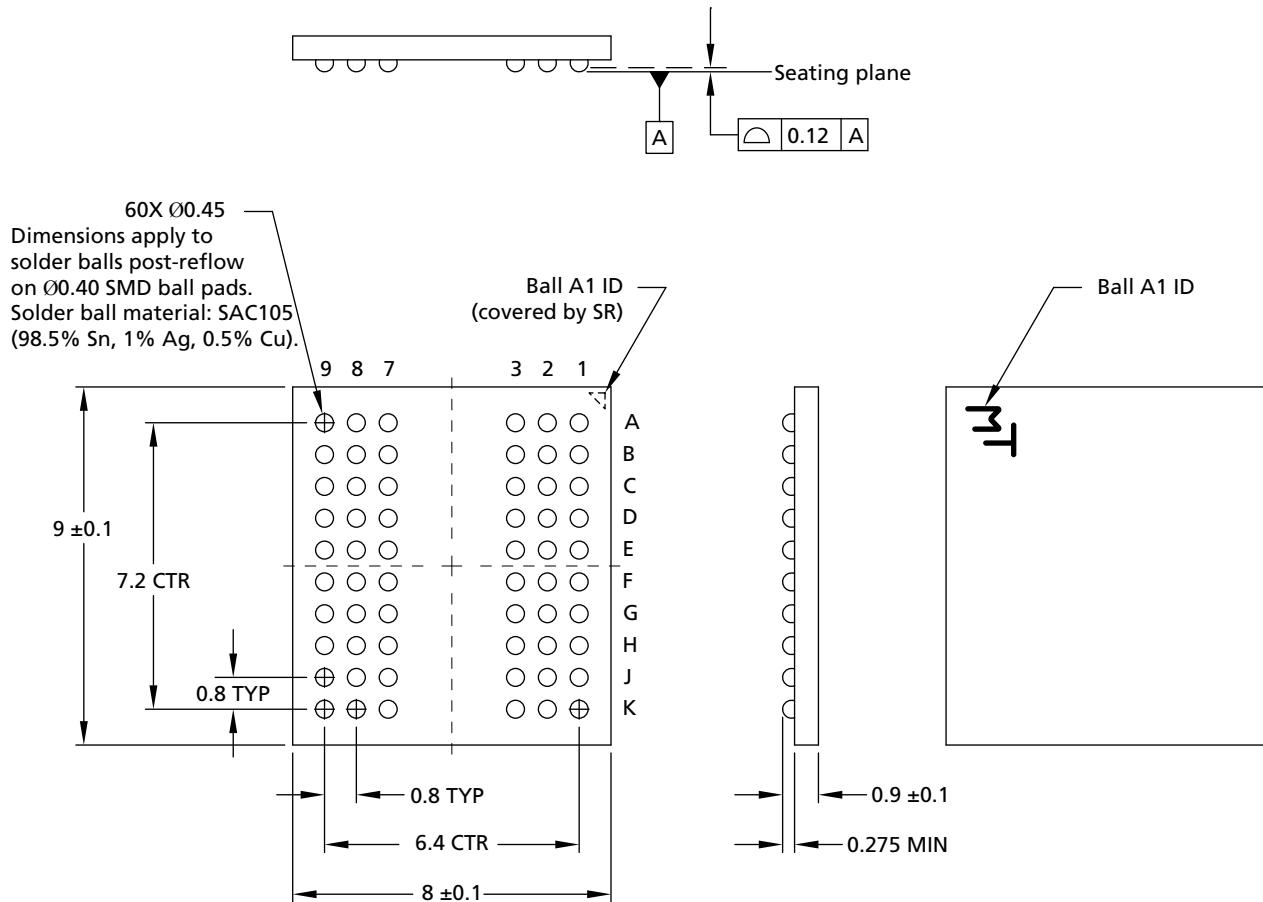 Seating plane
A
0.12 A
60X Ø0.45
Dimensions apply to
solder balls post-reflow
on Ø0.40 SMD ball pads.
Solder ball material: SAC105
(98.5% Sn, 1% Ag, 0.5% Cu).
Ball A1 ID
(covered by SR)
Ball A1 ID
9 8 7 3 2 1
A
B
C
D
E
F
G
H
J
K
9 ±0.1
7.2 CTR
0.8 TYP
0.8 TYP
6.4 CTR
8 ±0.1
0.9 ±0.1
0.275 MIN